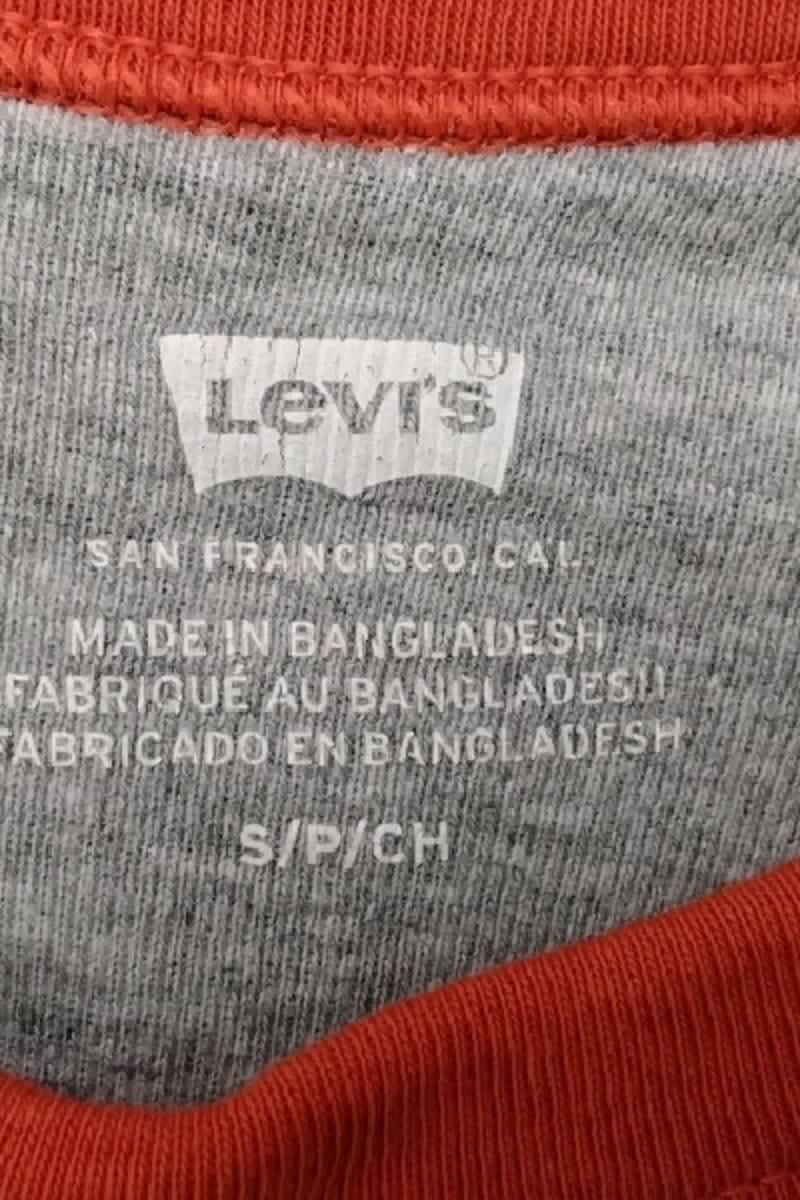 Levi's®
SAN FRANCISCO, CAL.
MADE IN BANGLADESH
FABRIQUÉ AU BANGLADESH
FABRICADO EN BANGLADESH
S/P/CH